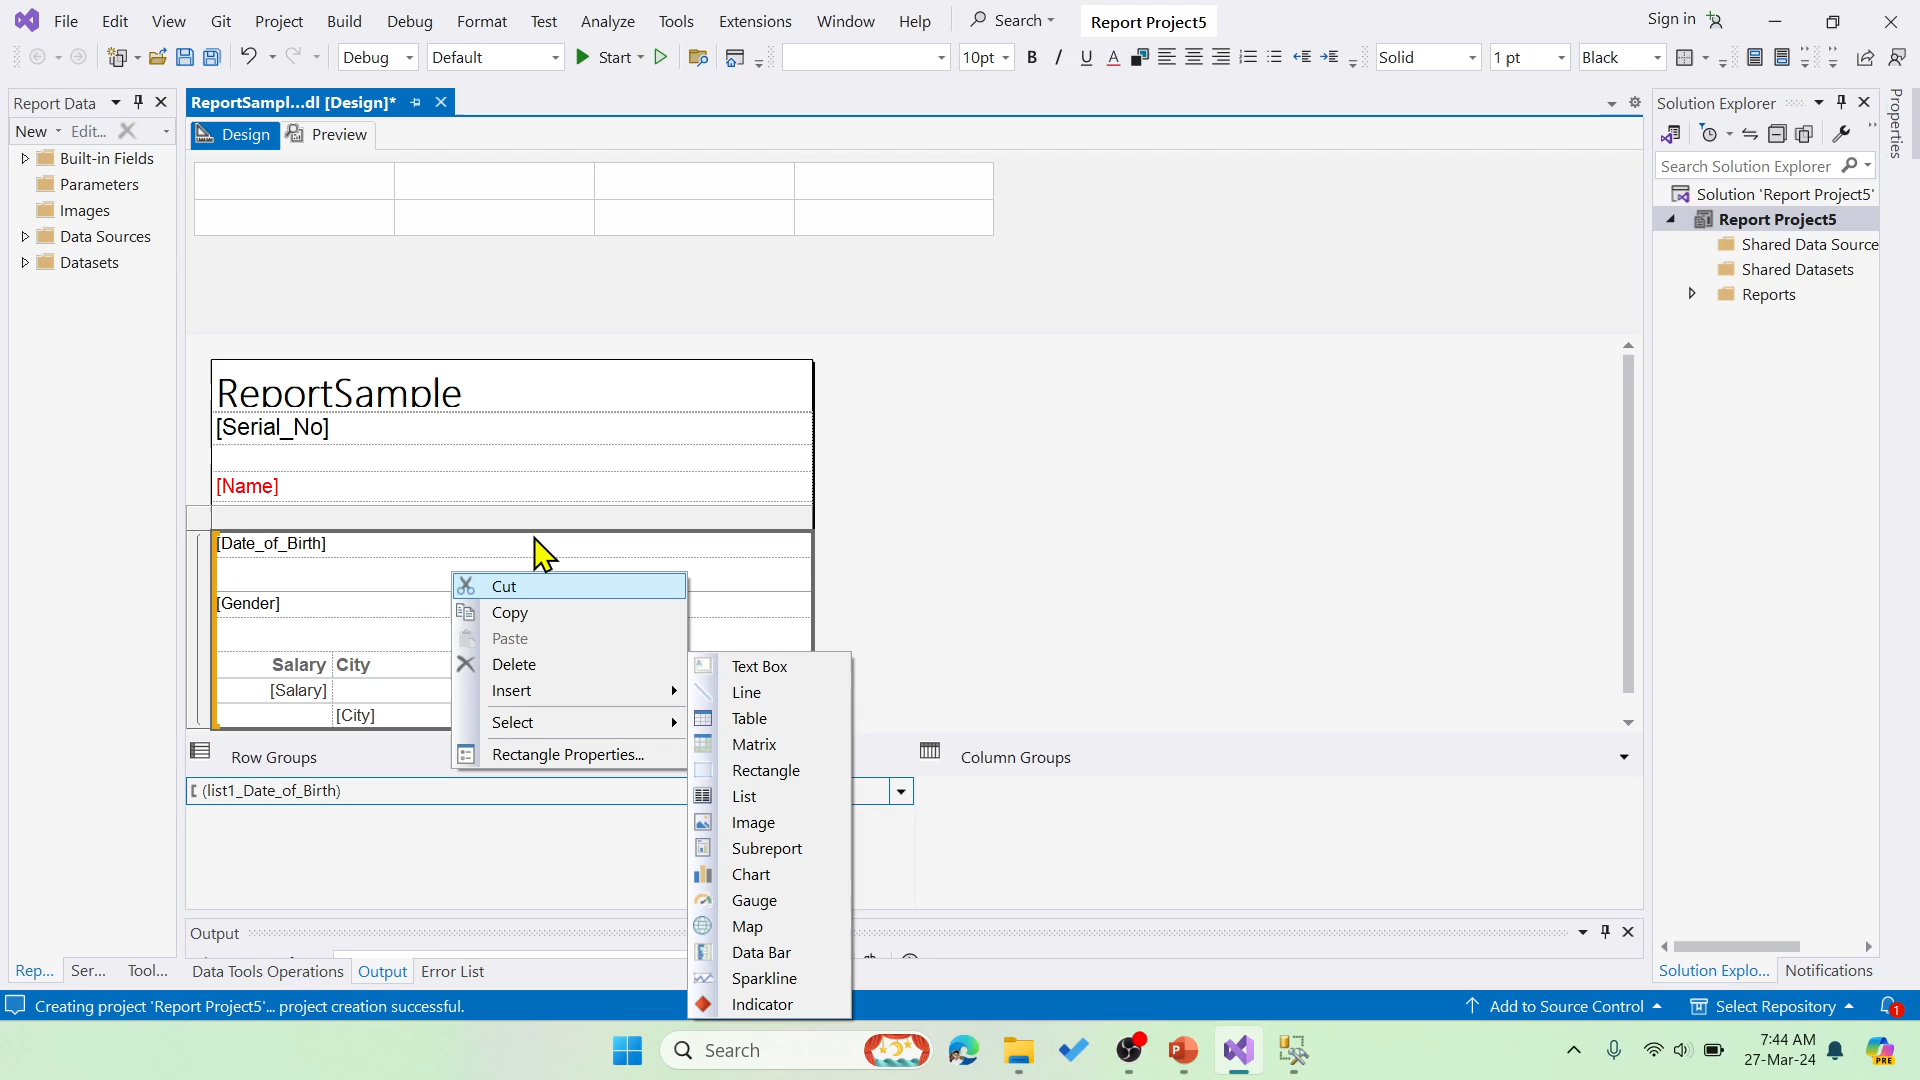 File Edit View Git Project Build Debug Format Test Analyze Tools Extensions Window Help Search Report Project5 Sign in
Debug Default Start 10pt B I U A Solid 1 pt Black
Report Data
ReportSampl...dl [Design]*
Solution Explorer
Properties
New Edit...
Design Preview
Built-in Fields
Parameters
Images
Data Sources
Datasets
Search Solution Explorer
Solution 'Report Project5'
Report Project5
Shared Data Source
Shared Datasets
Reports
ReportSample
[Serial_No]
[Name]
[Date_of_Birth]
[Gender]
Salary City
[Salary]
[City]
Cut
Copy
Paste
Delete
Insert
Select
Rectangle Properties...
Text Box
Line
Table
Matrix
Rectangle
List
Image
Subreport
Chart
Gauge
Map
Data Bar
Sparkline
Indicator
Row Groups
Column Groups
(list1_Date_of_Birth)
Output
Rep... Ser... Tool... Data Tools Operations Output Error List
Solution Explo... Notifications
Creating project 'Report Project5'... project creation successful.
Add to Source Control Select Repository 1
Search
PRE
7:44 AM
27-Mar-24